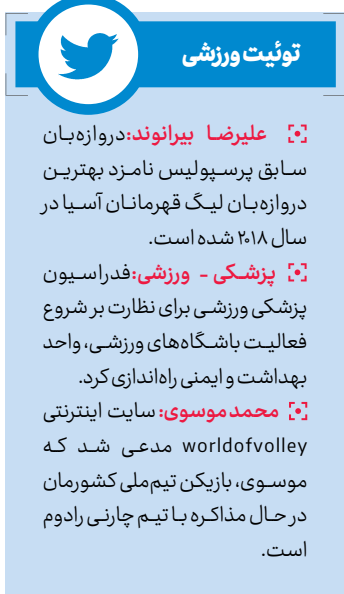 توئیت ورزشی
علیرضا بیرانوند: دروازه‌بان
سابق پرسپولیس نامزد بهترین
دروازه‌بان لیگ قهرمانان آسیا در
سال ۲۰۱۸ شده است.
پزشکی - ورزشی: فدراسیون
پزشکی ورزشی برای نظارت بر شروع
فعالیت باشگاه‌های ورزشی، واحد
بهداشت و ایمنی راه‌اندازی کرد.
محمد موسوی: سایت اینترنتی
worldofvolley مدعی شد که
موسوی، بازیکن تیم‌ملی کشورمان
در حال مذاکره با تیم چارنی رادوم
است.